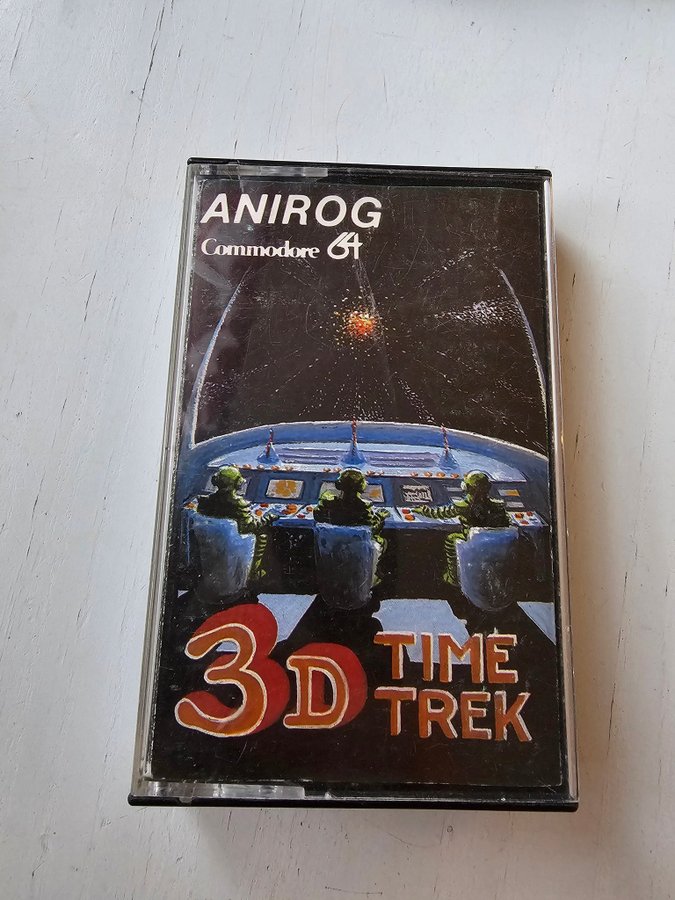 ANIROG
Commodore 64
3D TIME
TREK